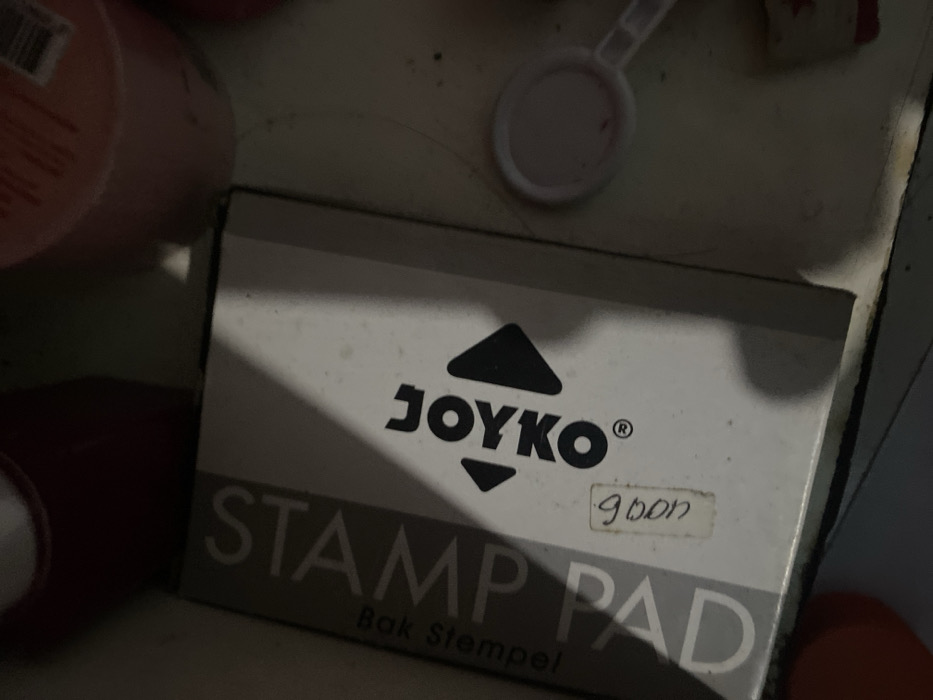 JOYKO®
9000
STAMP PAD
Bak Stempel